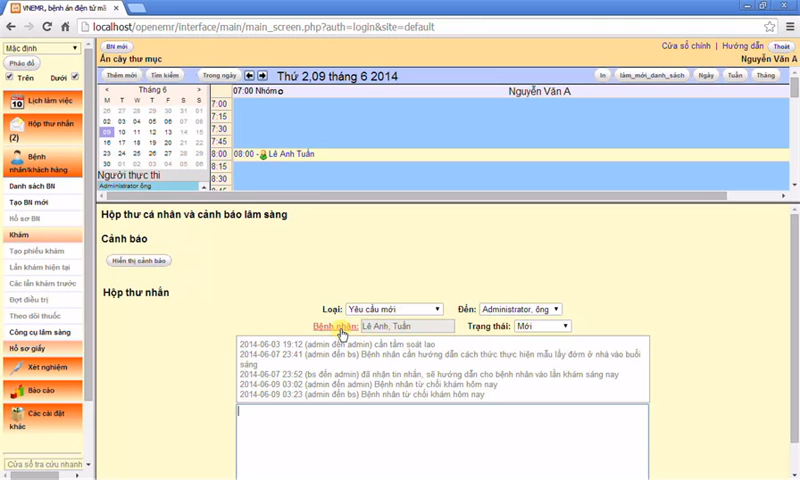 VNEMR, bệnh án điện tử mã
localhost/openemr/interface/main/main_screen.php?auth=login&site=default
Mặc định
Phác đồ
Trên Dưới
Lịch làm việc
Hộp thư nhắn
(2)
Bệnh
nhân/khách hàng
Danh sách BN
Tạo BN mới
Hồ sơ BN
Khám
Tạo phiếu khám
Lần khám hiện tại
Các lần khám trước
Đợt điều trị
Theo dõi thuốc
Công cụ lâm sàng
Hồ sơ giấy
Xét nghiệm
Báo cáo
Các cài đặt
khác
Cửa sổ tra cứu nhanh
BN mới
Ẩn cây thư mục
Cửa sổ chính | Hướng dẫn Thoát
Nguyễn Văn A
Thêm mới Tìm kiếm Trong ngày Thứ 2,09 tháng 6 2014 In làm_mới_danh_sách Ngày Tuần Tháng
< Tháng 6 >
M T W T F S S
26 27 28 29 30 31 1
02 03 04 05 06 07 08
09 10 11 12 13 14 15
16 17 18 19 20 21 22
23 24 25 26 27 28 29
30 01 02 03 04 05 06
Người thực thi
Administrator ông
07:00 Nhóm Nguyễn Văn A
7:00
7:15
7:30
7:45
8:00 08:00 - Lê Anh Tuấn
8:15
8:30
8:45
Hộp thư cá nhân và cảnh báo lâm sàng
Cảnh báo
Hiển thị cảnh báo
Hộp thư nhắn
Loại: Yêu cầu mới Đến: Administrator, ông
Bệnh nhân: Lê Anh, Tuấn Trạng thái: Mới
2014-06-03 19:12 (admin đến admin) cần tầm soát lao
2014-06-07 23:41 (admin đến bs) Bệnh nhân cần hướng dẫn cách thức thực hiện mẫu lấy đờm ở nhà vào buổi
sáng
2014-06-07 23:52 (bs đến admin) đã nhận tin nhắn, sẽ hướng dẫn cho bệnh nhân vào lần khám sáng nay
2014-06-09 03:02 (admin đến admin) Bệnh nhân từ chối khám hôm nay
2014-06-09 03:23 (admin đến bs) Bệnh nhân từ chối khám hôm nay